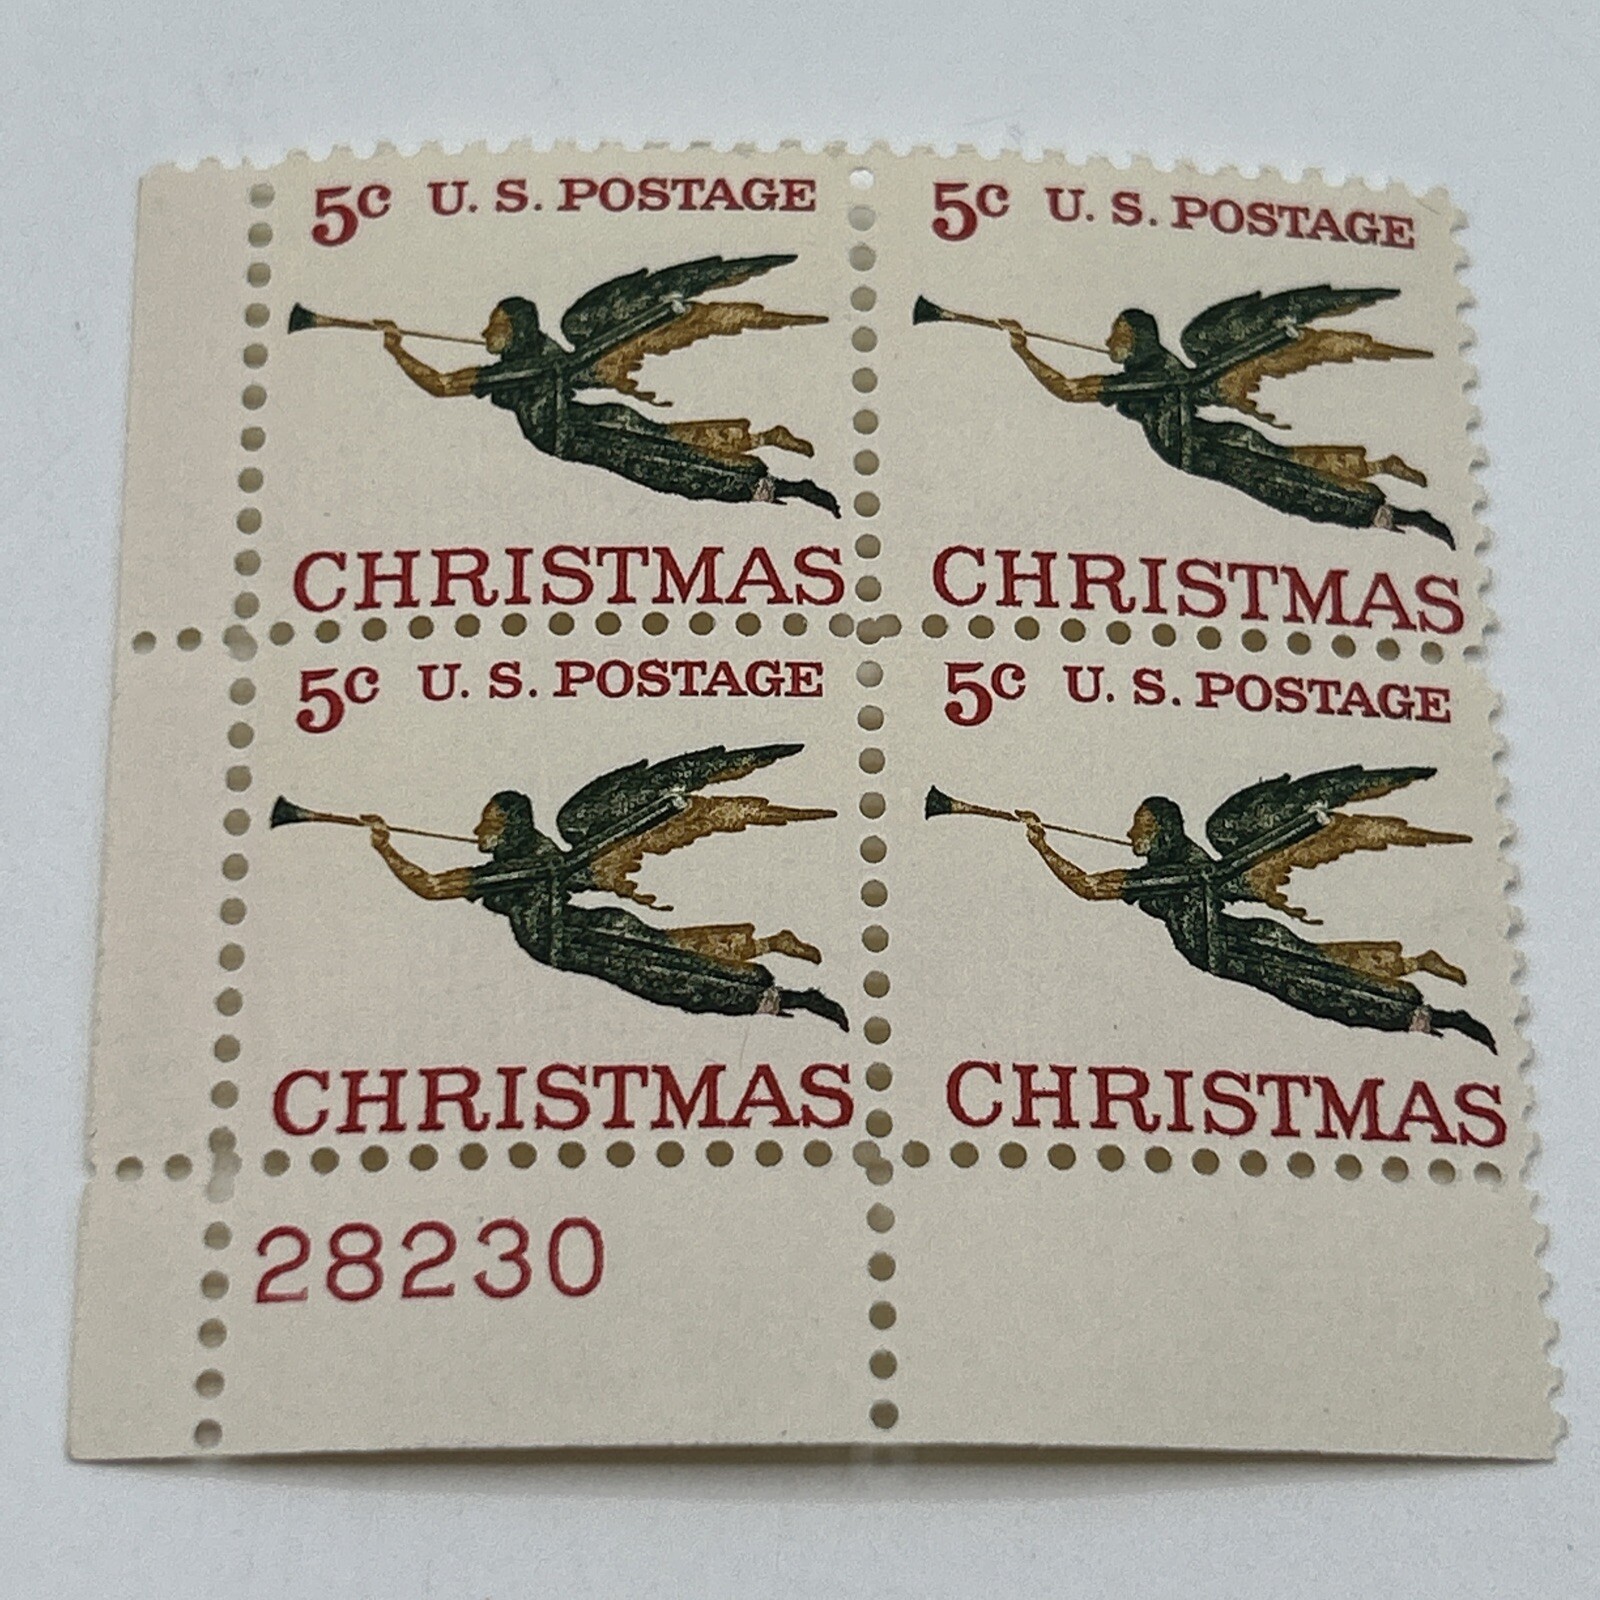 5c U. S. POSTAGE
CHRISTMAS
5c U. S. POSTAGE
CHRISTMAS
5c U. S. POSTAGE
CHRISTMAS
5c U. S. POSTAGE
CHRISTMAS
28230